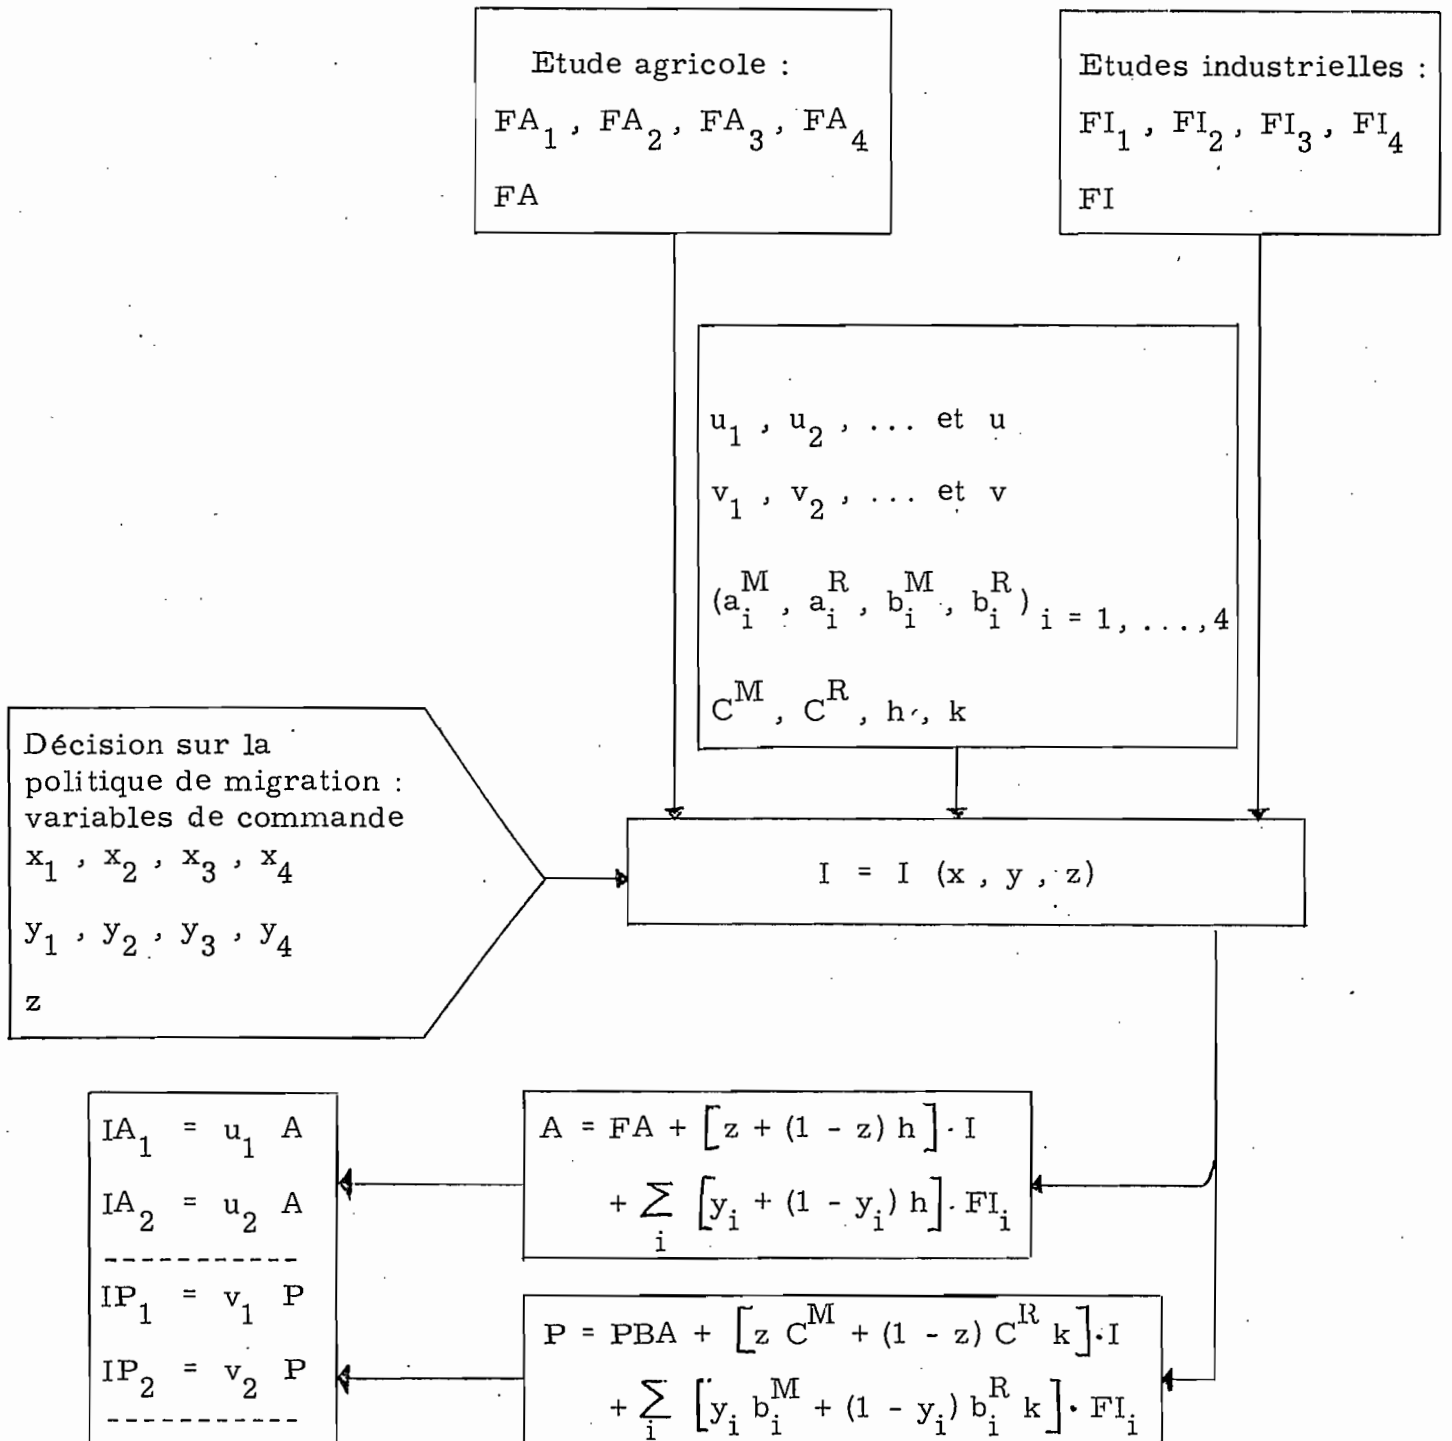 Etude agricole :
FA₁ , FA₂ , FA₃ , FA₄
FA
Etudes industrielles :
FI₁ , FI₂ , FI₃ , FI₄
FI
u₁ , u₂ , ... et u
v₁ , v₂ , ... et v
(aᵢᴹ , aᵢᴿ , bᵢᴹ , bᵢᴿ) i = 1 , ...,4
Cᴹ , Cᴿ , h , k
Décision sur la
politique de migration :
variables de commande
x₁ , x₂ , x₃ , x₄
y₁ , y₂ , y₃ , y₄
z
I = I (x , y , z)
A = FA + [z + (1 - z) h] . I
+ ∑ᵢ [yᵢ + (1 - yᵢ) h] . FIᵢ
IA₁ = u₁ A
IA₂ = u₂ A
-----------
IP₁ = v₁ P
IP₂ = v₂ P
-----------
P = PBA + [z Cᴹ + (1 - z) Cᴿ k] . I
+ ∑ᵢ [yᵢ bᵢᴹ + (1 - yᵢ) bᵢᴿ k] . FIᵢ